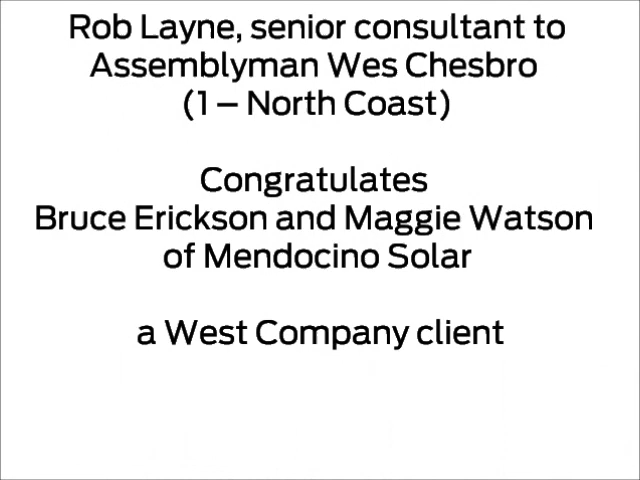 Rob Layne, senior consultant to
Assemblyman Wes Chesbro
(1 – North Coast)
Congratulates
Bruce Erickson and Maggie Watson
of Mendocino Solar
a West Company client